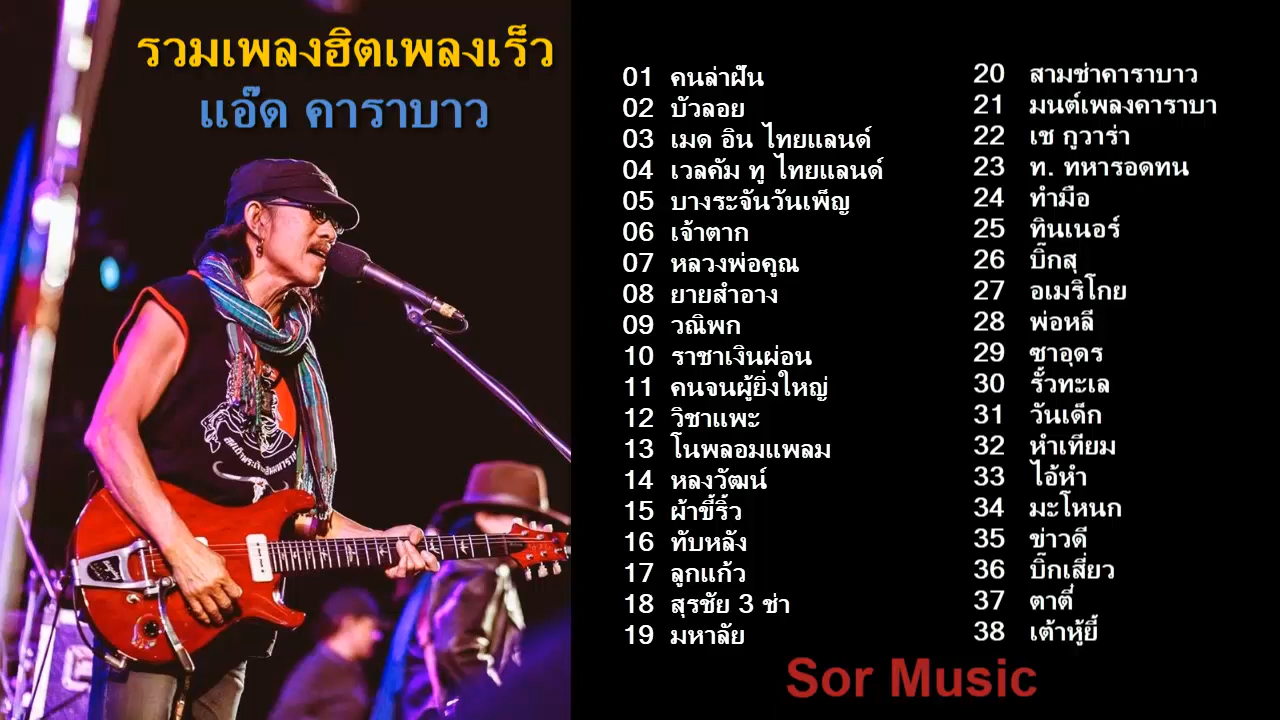 รวมเพลงฮิตเพลงเร็ว
แอ๊ด คาราบาว
01 คนล่าฝัน
02 บัวลอย
03 เมด อิน ไทยแลนด์
04 เวลคัม ทู ไทยแลนด์
05 บางระจันวันเพ็ญ
06 เจ้าตาก
07 หลวงพ่อคูณ
08 ยายสำอาง
09 วณิพก
10 ราชาเงินผ่อน
11 คนจนผู้ยิ่งใหญ่
12 วิชาแพะ
13 โนพลอมแพลม
14 หลงวัฒน์
15 ผ้าขี้ริ้ว
16 ทับหลัง
17 ลูกแก้ว
18 สุรชัย 3 ช่า
19 มหาลัย
20 สามช่าคาราบาว
21 มนต์เพลงคาราบา
22 เช กูวาร่า
23 ท. ทหารอดทน
24 ทำมือ
25 ทินเนอร์
26 บิ๊กสุ
27 อเมริโกย
28 พ่อหลี
29 ซาอุดร
30 รั้วทะเล
31 วันเด็ก
32 หำเทียม
33 ไอ้หำ
34 มะโหนก
35 ข่าวดี
36 บิ๊กเสี่ยว
37 ตาตี๋
38 เต้าหู้ยี้
Sor Music